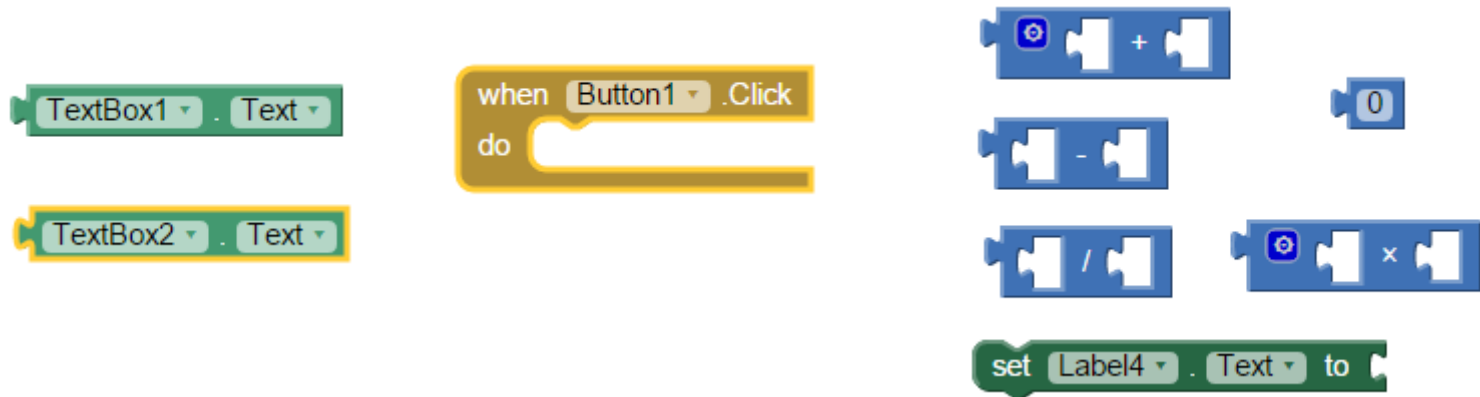 TextBox1 . Text
TextBox2 . Text
when Button1 .Click
do
+
0
-
/
×
set Label4 . Text to